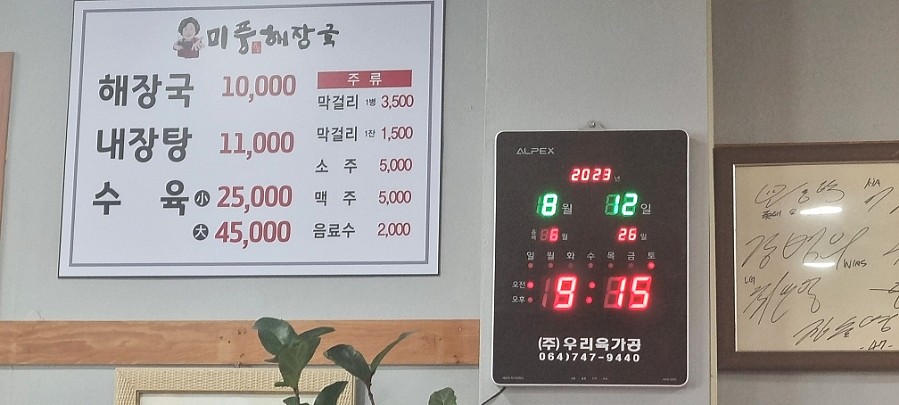 미풍해장국
해장국 10,000
내장탕 11,000
수육 小 25,000
大 45,000
주류
막걸리 1병 3,500
막걸리 1잔 1,500
소주 5,000
맥주 5,000
음료수 2,000
ALPEX
2023 년
8 월 12 일
음력 6 월 26 일
일 월 화 수 목 금 토
오전
오후
9:15
(주)우리육가공
064)747-9440